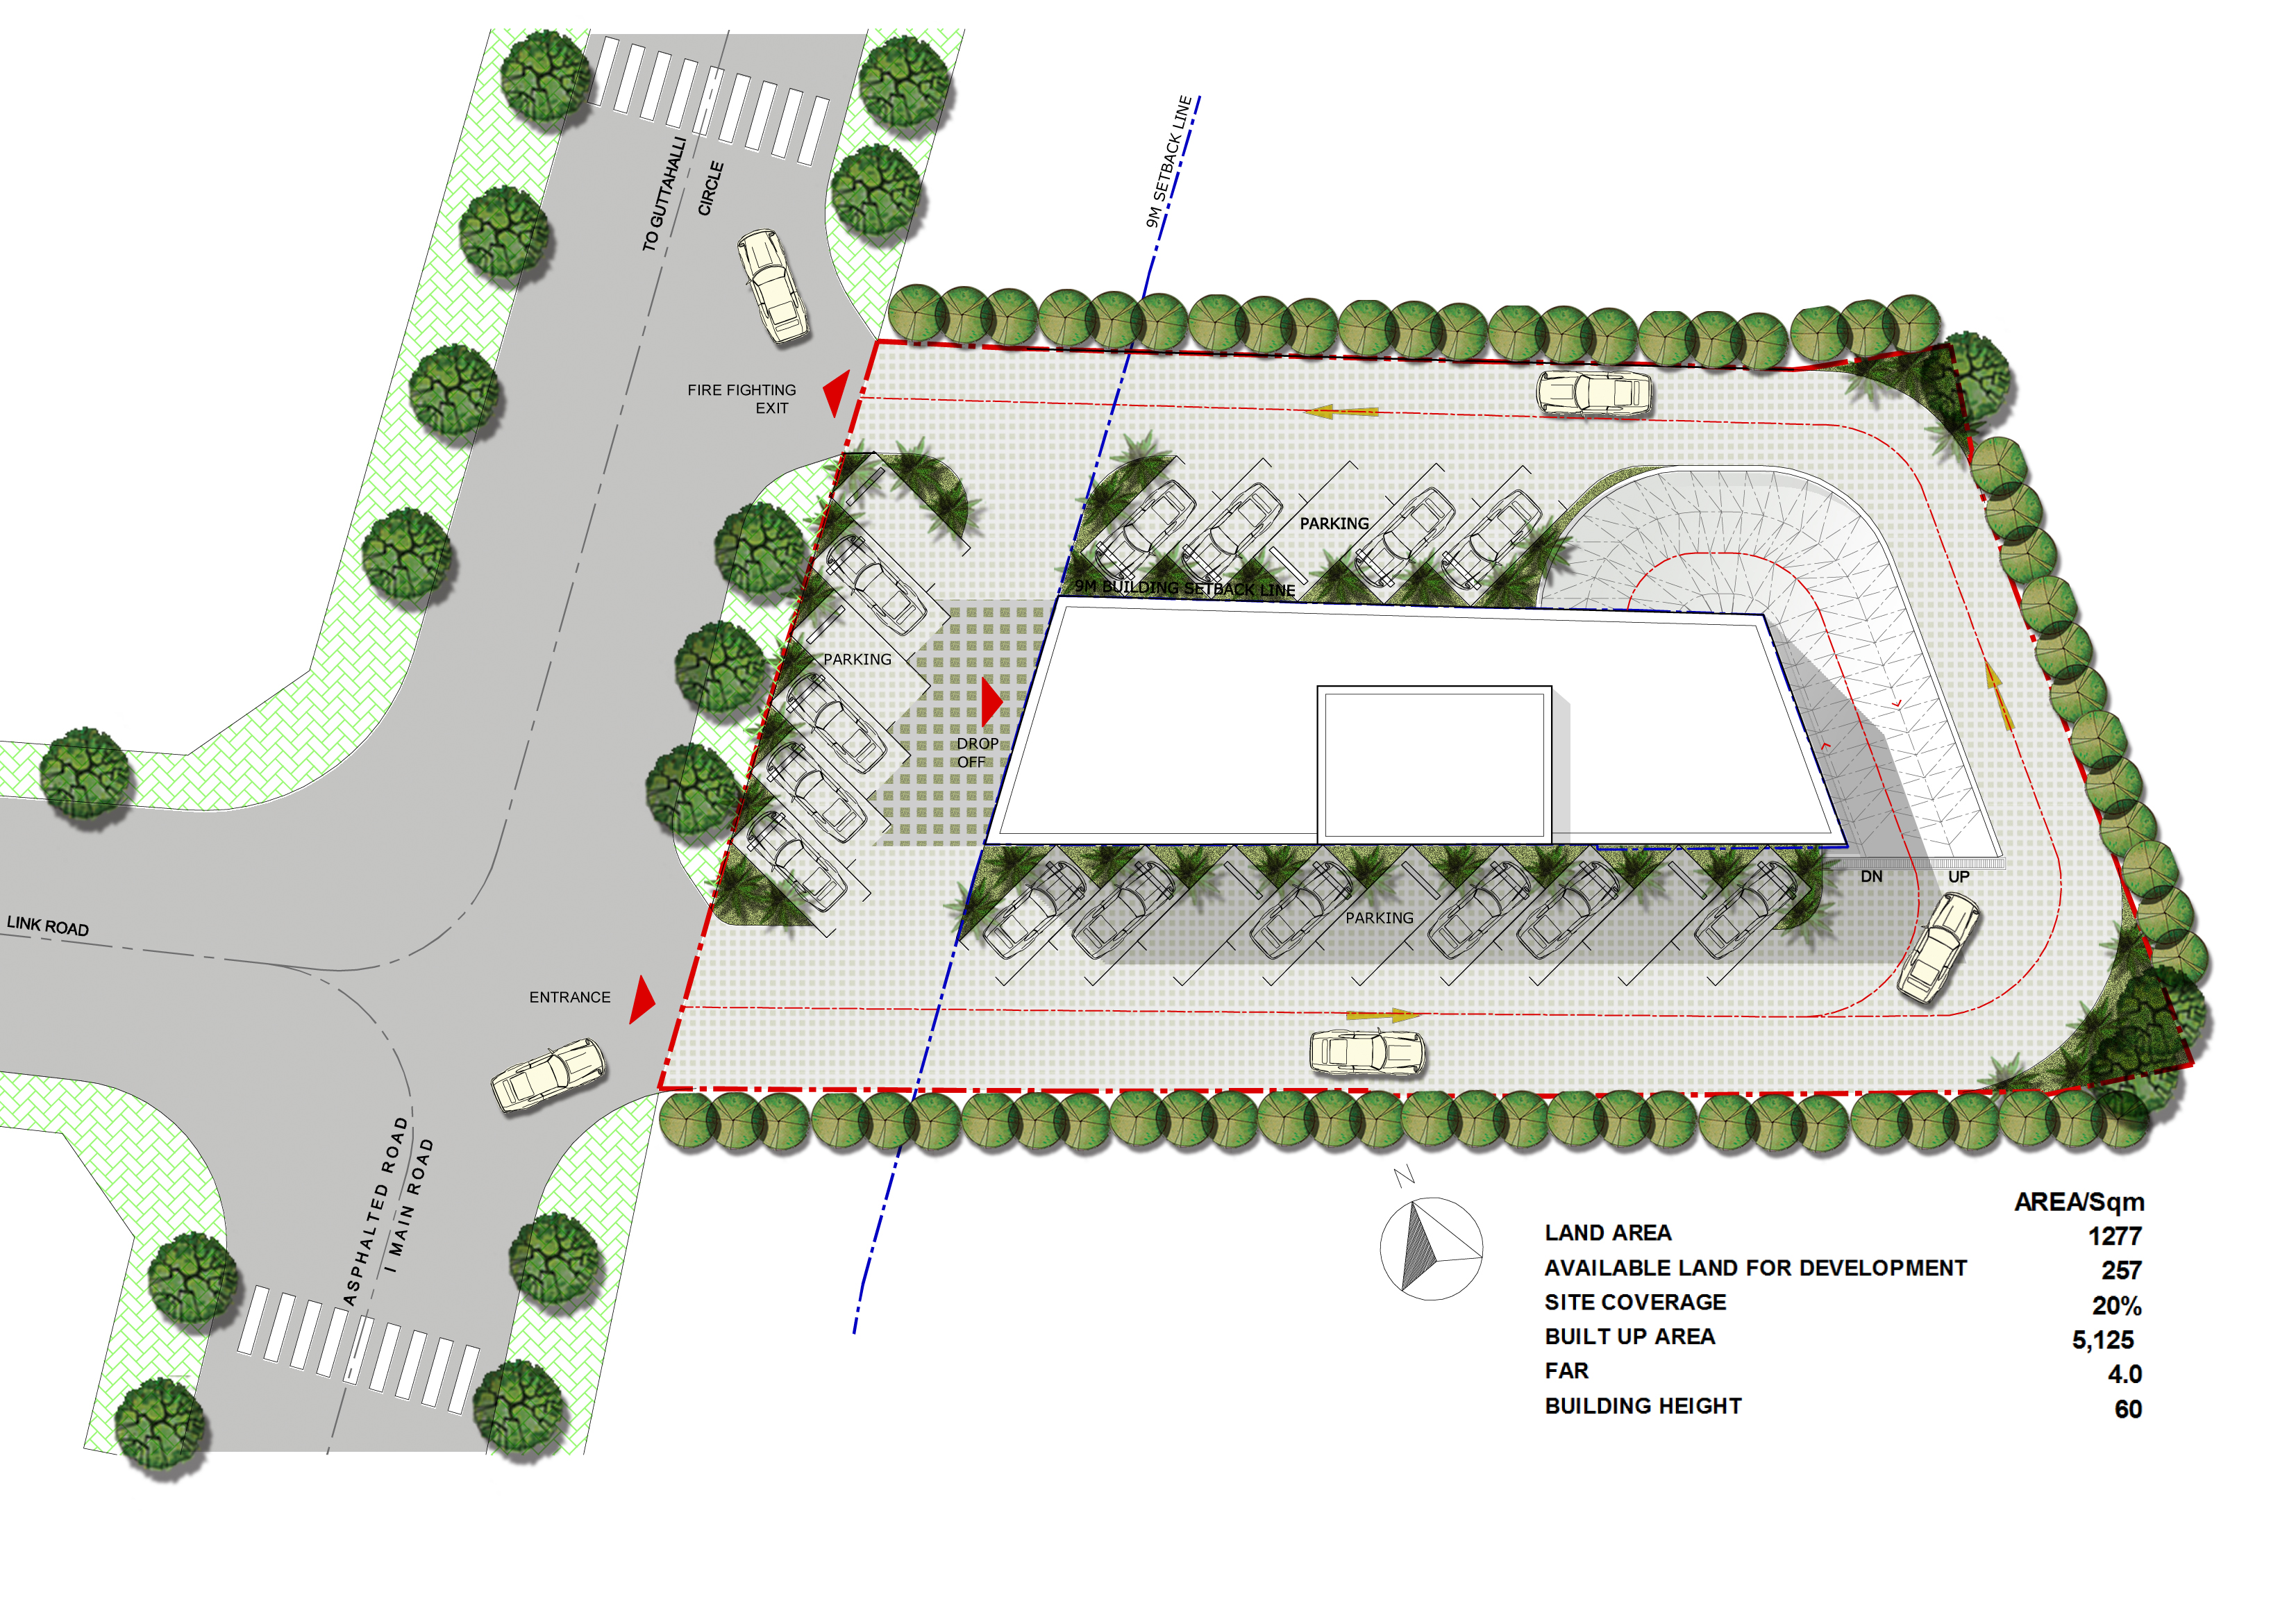 TO GUTTAHALLI
CIRCLE
9M SETBACK LINE
FIRE FIGHTING
EXIT
PARKING
9M BUILDING SETBACK LINE
PARKING
DROP
OFF
DN
UP
PARKING
LINK ROAD
ENTRANCE
ASPHALTED ROAD
I MAIN ROAD
N
AREA/Sqm
LAND AREA 1277
AVAILABLE LAND FOR DEVELOPMENT 257
SITE COVERAGE 20%
BUILT UP AREA 5,125
FAR 4.0
BUILDING HEIGHT 60